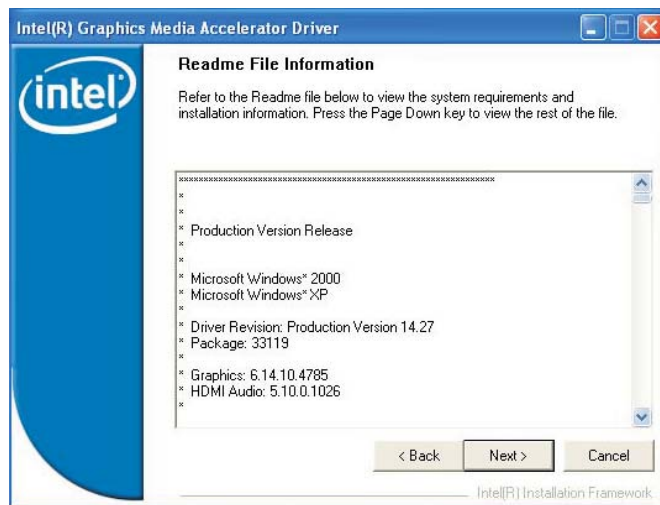 Intel(R) Graphics Media Accelerator Driver
intel
Readme File Information
Refer to the Readme file below to view the system requirements and
installation information. Press the Page Down key to view the rest of the file.
****************************************************************
*
*
* Production Version Release
*
*
* Microsoft Windows* 2000
* Microsoft Windows* XP
*
* Driver Revision: Production Version 14.27
* Package: 33119
*
* Graphics: 6.14.10.4785
* HDMI Audio: 5.10.0.1026
*
< Back
Next >
Cancel
Intel(R) Installation Framework